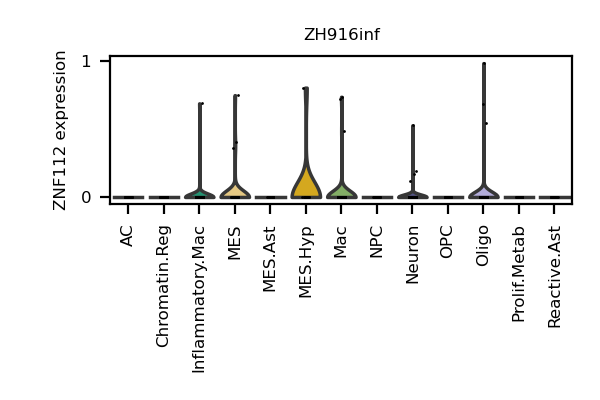 ZH916inf
ZNF112 expression
1
0
AC
Chromatin.Reg
Inflammatory.Mac
MES
MES.Ast
MES.Hyp
Mac
NPC
Neuron
OPC
Oligo
Prolif.Metab
Reactive.Ast